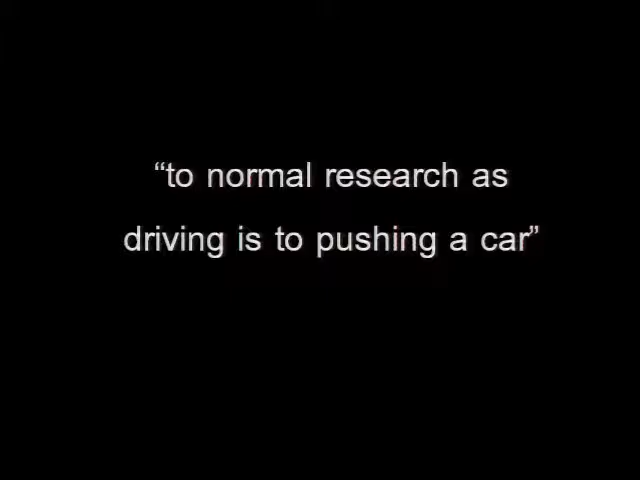 “to normal research as
driving is to pushing a car”